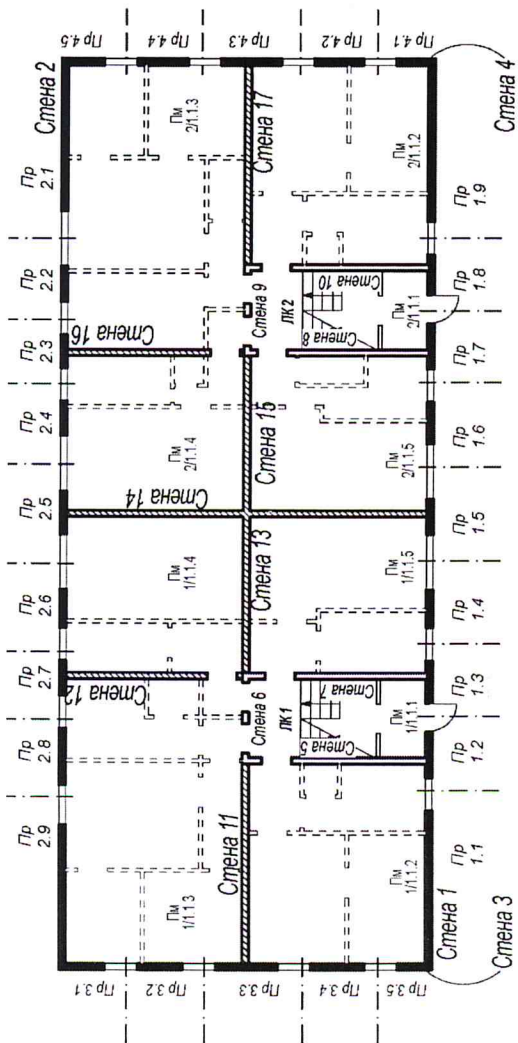 Пр 2.9
Пр 2.8
Пр 2.7
Пр 2.6
Пр 2.5
Пр 2.4
Пр 2.3
Пр 2.2
Пр 2.1
Стена 2
Пр 3.1
Пр 3.2
Пр 3.3
Пр 3.4
Пр 3.5
Пр 4.5
Пр 4.4
Пр 4.3
Пр 4.2
Пр 4.1
Стена 12
Стена 14
Стена 16
Пм 1/1.1.3
Пм 1/1.1.4
Пм 2/1.1.4
Пм 2/1.1.3
Стена 11
Стена 6
Стена 13
Стена 15
Стена 9
Стена 17
ЛК1
ЛК2
Стена 5
Стена 7
Стена 8
Стена 10
Пм 1/1.1.2
Пм 1/1.1.1
Пм 1/1.1.5
Пм 2/1.1.5
Пм 2/1.1.1
Пм 2/1.1.2
Стена 1
Стена 3
Стена 4
Пр 1.1
Пр 1.2
Пр 1.3
Пр 1.4
Пр 1.5
Пр 1.6
Пр 1.7
Пр 1.8
Пр 1.9